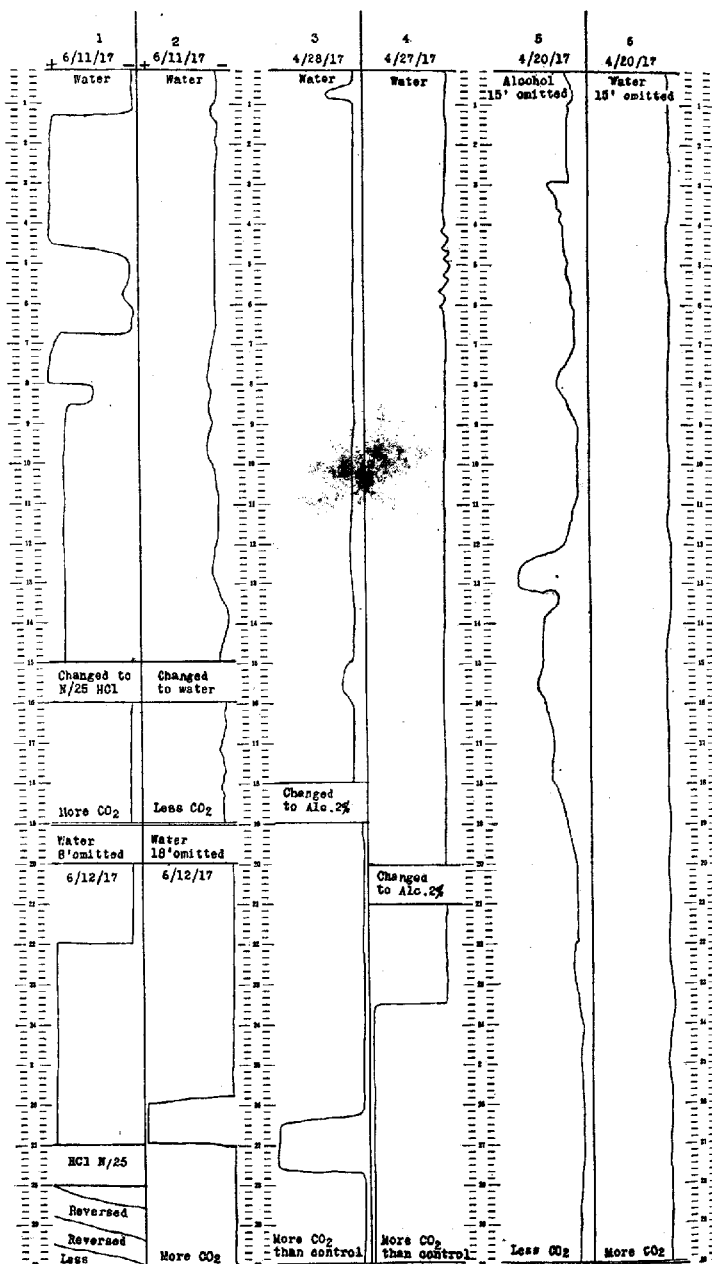 1
2
3
4
5
6
6/11/17
6/11/17
4/28/17
4/27/17
4/20/17
4/20/17
+ −
+ −
Water
Water
Water
Water
Alcohol
15' omitted
Water
15' omitted
Changed to
N/25 HCl
Changed
to water
More CO2
Less CO2
Changed
to Alc.2%
Water
8'omitted
Water
18'omitted
6/12/17
6/12/17
Changed
to Alc.2%
HCl N/25
Reversed
Reversed
Less
More CO2
More CO2
than control
More CO2
than control
Less CO2
More CO2